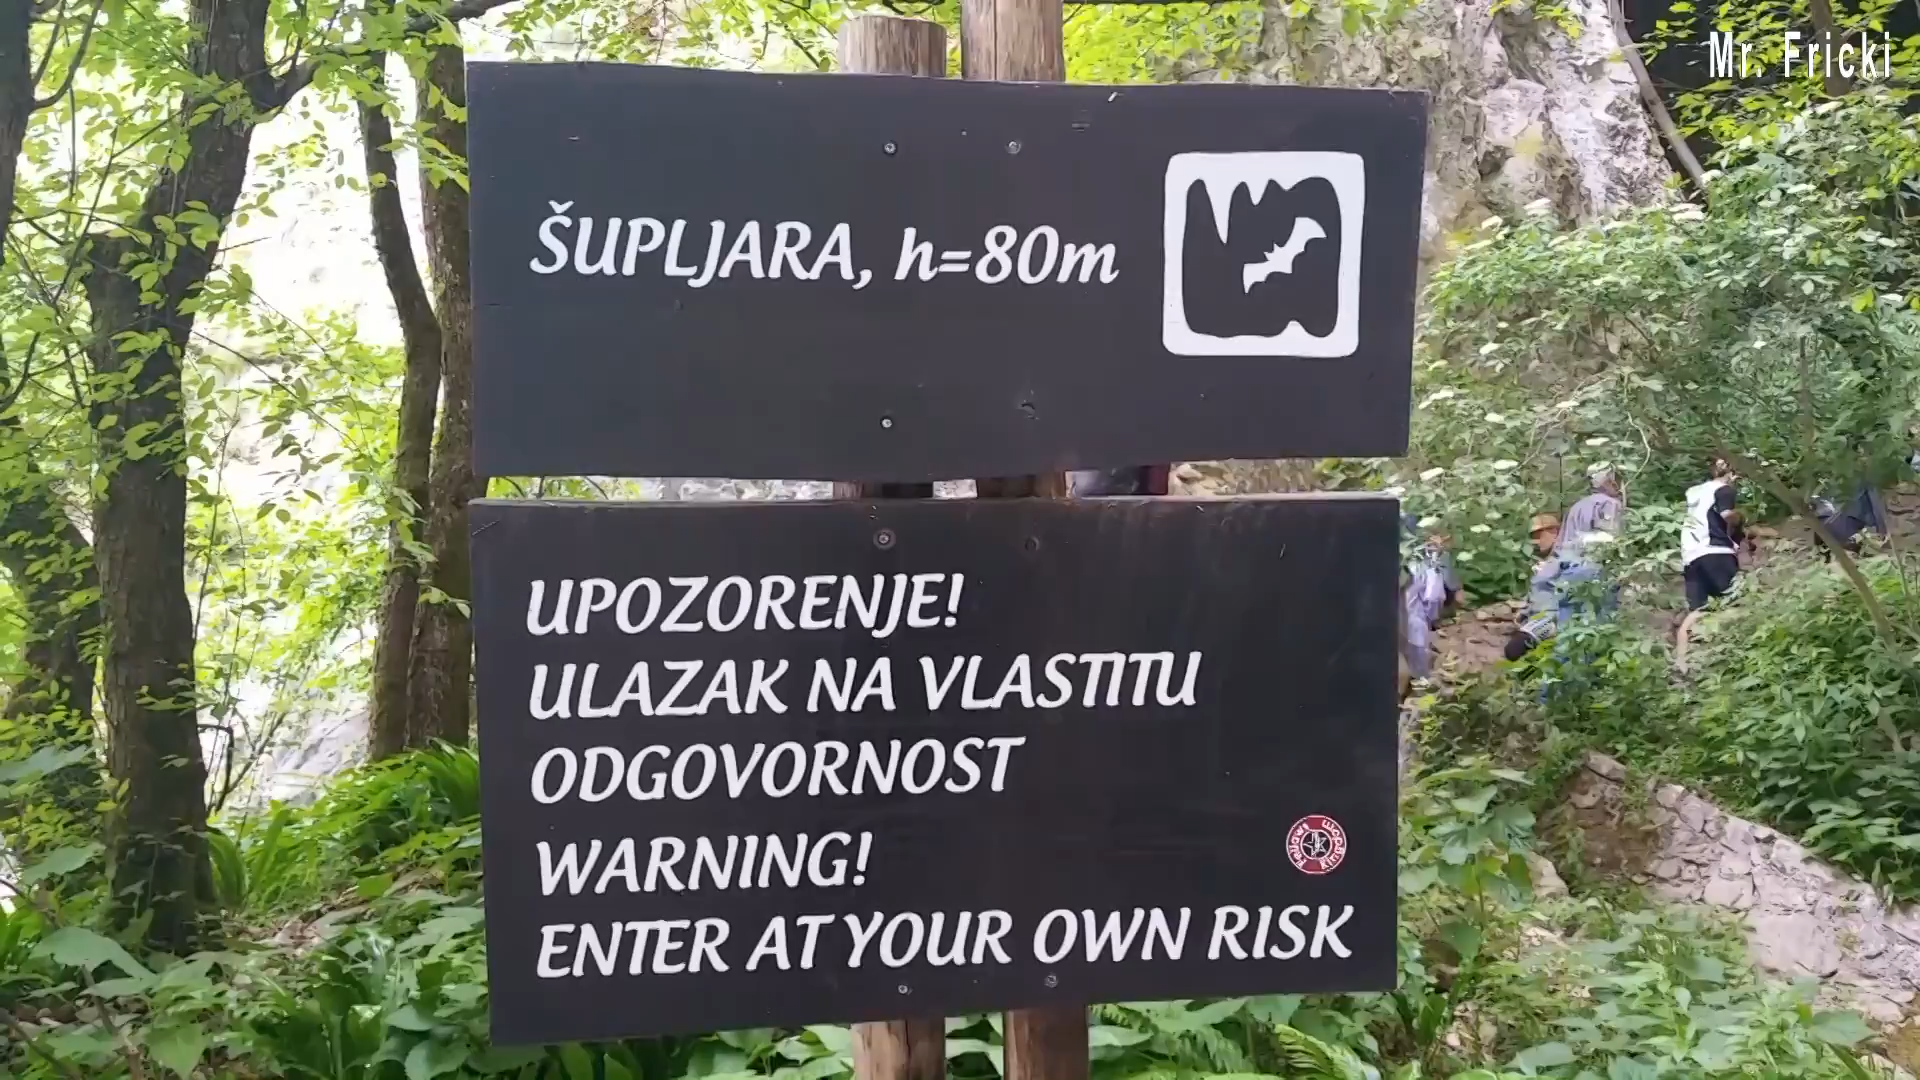 Mr. Fricki
ŠUPLJARA, h=80m
UPOZORENJE!
ULAZAK NA VLASTITU
ODGOVORNOST
WARNING!
ENTER AT YOUR OWN RISK